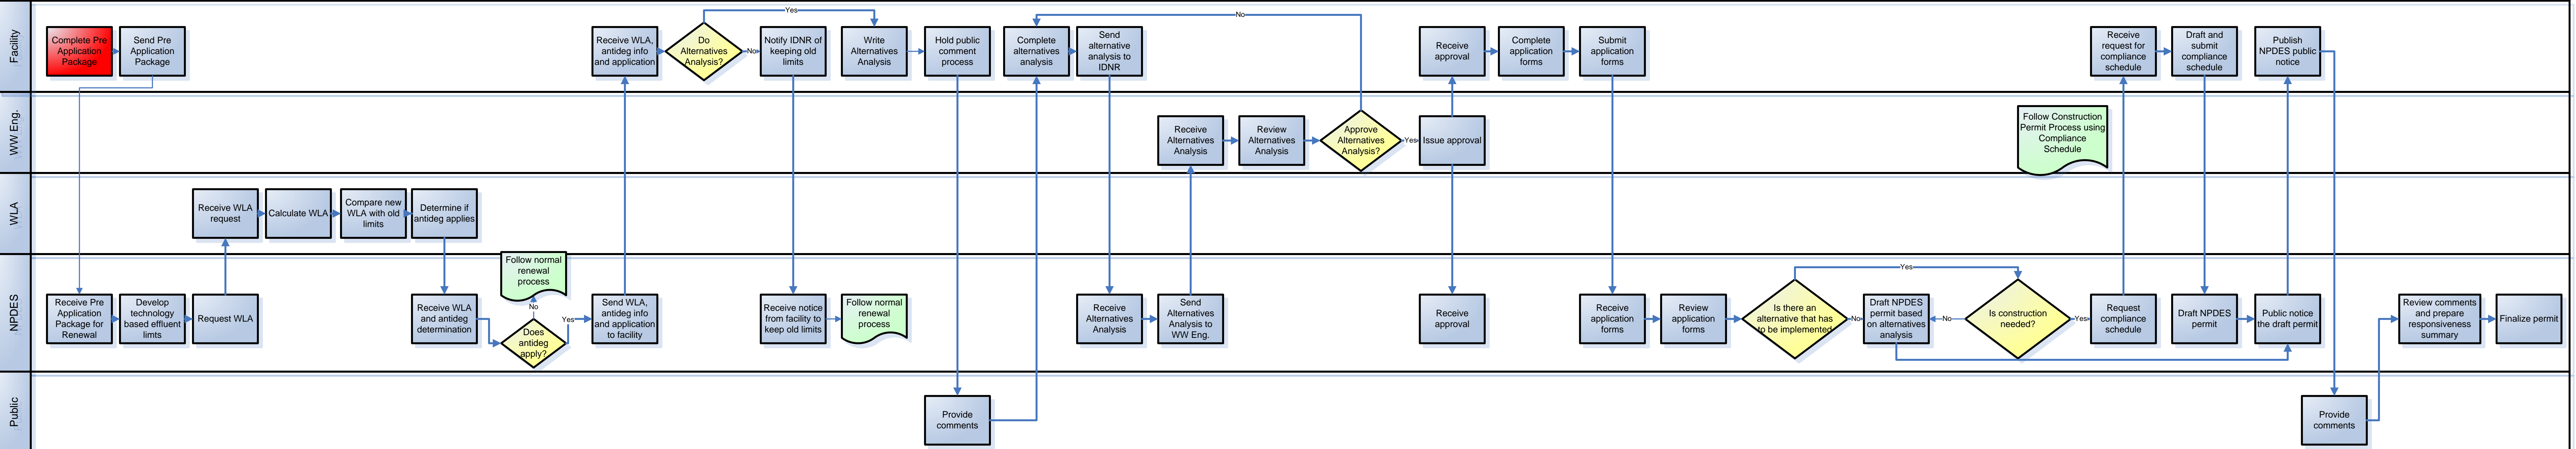 Facility
Complete Pre
Application
Package
Send Pre
Application
Package
Receive WLA,
antideg info
and application
Do
Alternatives
Analysis?
Yes
No
Notify IDNR of
keeping old
limits
Write
Alternatives
Analysis
Hold public
comment
process
Complete
alternatives
analysis
Send
alternative
analysis to
IDNR
No
Receive
approval
Complete
application
forms
Submit
application
forms
Receive
request for
compliance
schedule
Draft and
submit
compliance
schedule
Publish
NPDES public
notice
WW Eng.
Receive
Alternatives
Analysis
Review
Alternatives
Analysis
Approve
Alternatives
Analysis?
Yes
Issue approval
Follow Construction
Permit Process using
Compliance
Schedule
WLA
Receive WLA
request
Calculate WLA
Compare new
WLA with old
limits
Determine if
antideg applies
NPDES
Receive Pre
Application
Package for
Renewal
Develop
technology
based effluent
limts
Request WLA
Receive WLA
and antideg
determination
Follow normal
renewal
process
No
Does
antideg
apply?
Yes
Send WLA,
antideg info
and application
to facility
Receive notice
from facility to
keep old limits
Follow normal
renewal
process
Receive
Alternatives
Analysis
Send
Alternatives
Analysis to
WW Eng.
Receive
approval
Receive
application
forms
Review
application
forms
Is there an
alternative that has
to be implemented
Yes
No
Draft NPDES
permit based
on alternatives
analysis
No
Is construction
needed?
Yes
Request
compliance
schedule
Draft NPDES
permit
Public notice
the draft permit
Review comments
and prepare
responsiveness
summary
Finalize permit
Public
Provide
comments
Provide
comments